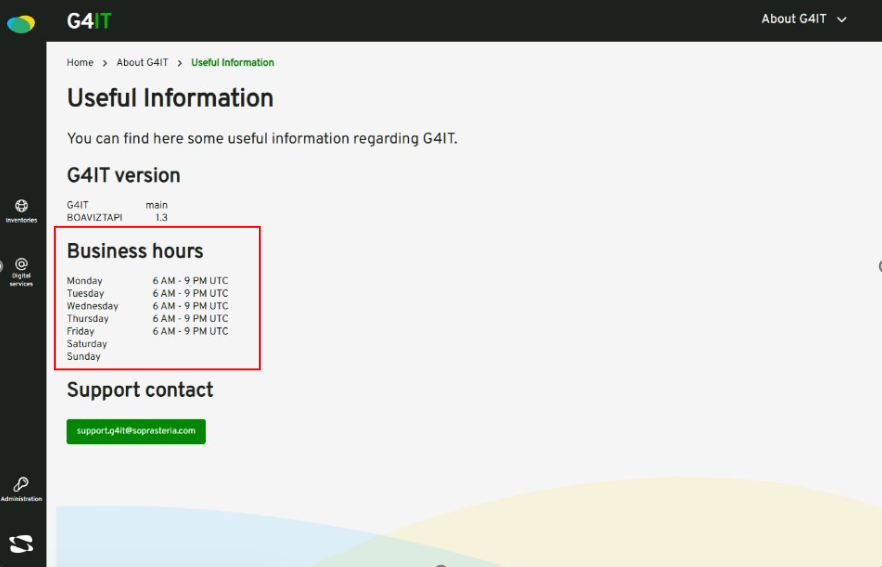 G4IT
About G4IT
Home > About G4IT > Useful Information
Useful Information
You can find here some useful information regarding G4IT.
G4IT version
G4IT main
BOAVIZTAPI 1.3
Inventories
Business hours
Digital
services
Monday 6 AM - 9 PM UTC
Tuesday 6 AM - 9 PM UTC
Wednesday 6 AM - 9 PM UTC
Thursday 6 AM - 9 PM UTC
Friday 6 AM - 9 PM UTC
Saturday
Sunday
Support contact
support.g4it@soprasteria.com
Administration